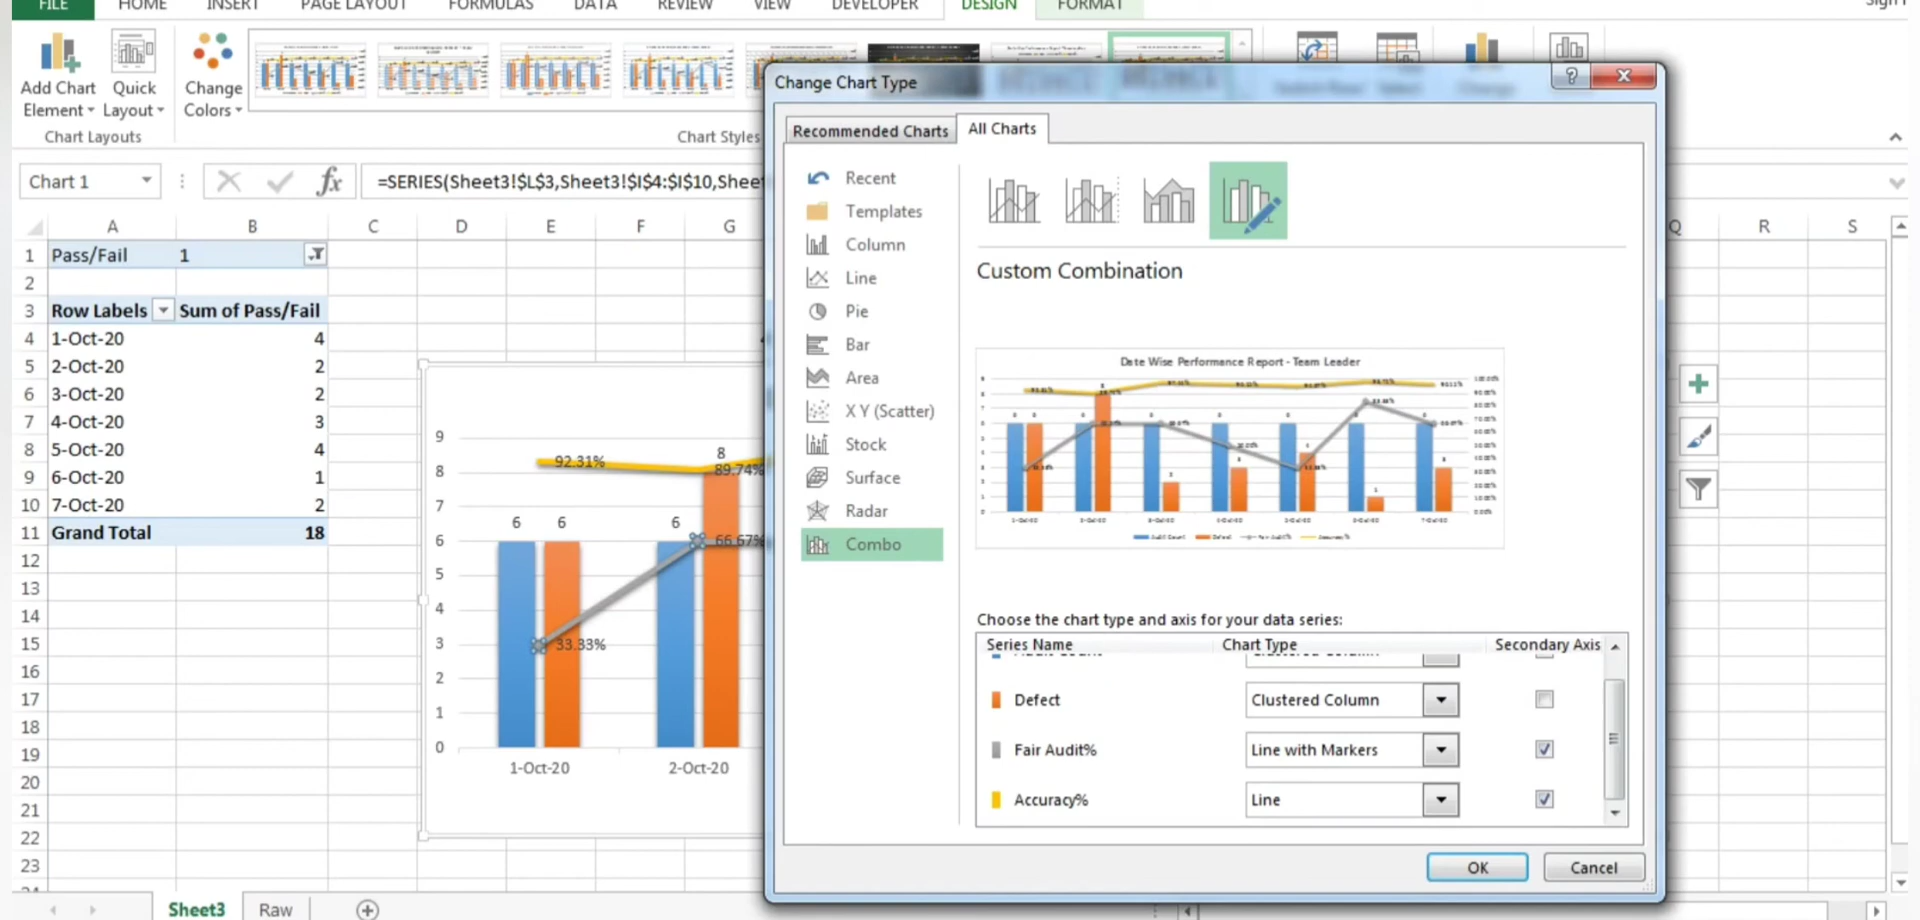 FILE HOME INSERT PAGE LAYOUT FORMULAS DATA REVIEW VIEW DEVELOPER DESIGN FORMAT
Add Chart Element
Quick Layout
Change Colors
Chart Layouts
Chart Styles
Chart 1
fx
=SERIES(Sheet3!$L$3,Sheet3!$I$4:$I$10,Shee
A B C D E F G Q R S
1 Pass/Fail 1
2
3 Row Labels Sum of Pass/Fail
4 1-Oct-20 4
5 2-Oct-20 2
6 3-Oct-20 2
7 4-Oct-20 3
8 5-Oct-20 4
9 6-Oct-20 1
10 7-Oct-20 2
11 Grand Total 18
12
13
14
15
16
17
18
19
20
21
22
23
9
8
7
6
5
4
3
2
1
0
92.31%
8
89.74%
6 6 6
66.67%
33.33%
1-Oct-20 2-Oct-20
Change Chart Type
?
Recommended Charts All Charts
Recent
Templates
Column
Line
Pie
Bar
Area
X Y (Scatter)
Stock
Surface
Radar
Combo
Custom Combination
Date Wise Performance Report - Team Leader
Audit Count Defect Fair Audit% Accuracy%
Choose the chart type and axis for your data series:
Series Name Chart Type Secondary Axis
Defect Clustered Column
Fair Audit% Line with Markers
Accuracy% Line
OK Cancel
Sheet3 Raw